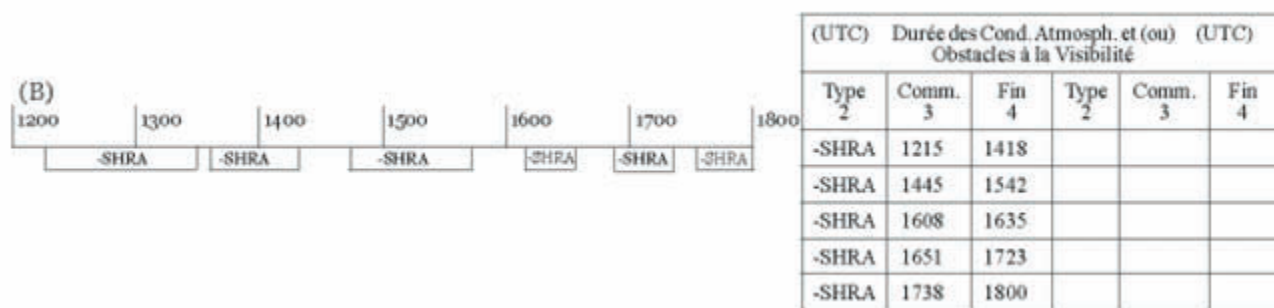 (B)
1200 1300 1400 1500 1600 1700 1800
-SHRA -SHRA -SHRA -SHRA -SHRA -SHRA
(UTC) Durée des Cond. Atmosph. et (ou) (UTC)
Obstacles à la Visibilité
Type Comm. Fin Type Comm. Fin
2 3 4 2 3 4
-SHRA 1215 1418
-SHRA 1445 1542
-SHRA 1608 1635
-SHRA 1651 1723
-SHRA 1738 1800